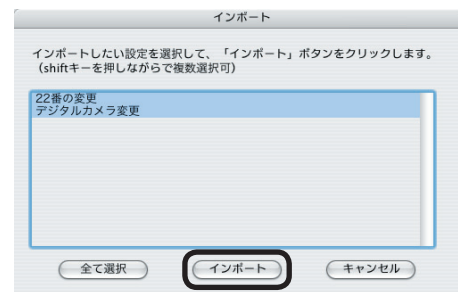 インポート
インポートしたい設定を選択して、「インポート」ボタンをクリックします。
（shiftキーを押しながらで複数選択可）
22番の変更
デジタルカメラ変更
全て選択
インポート
キャンセル